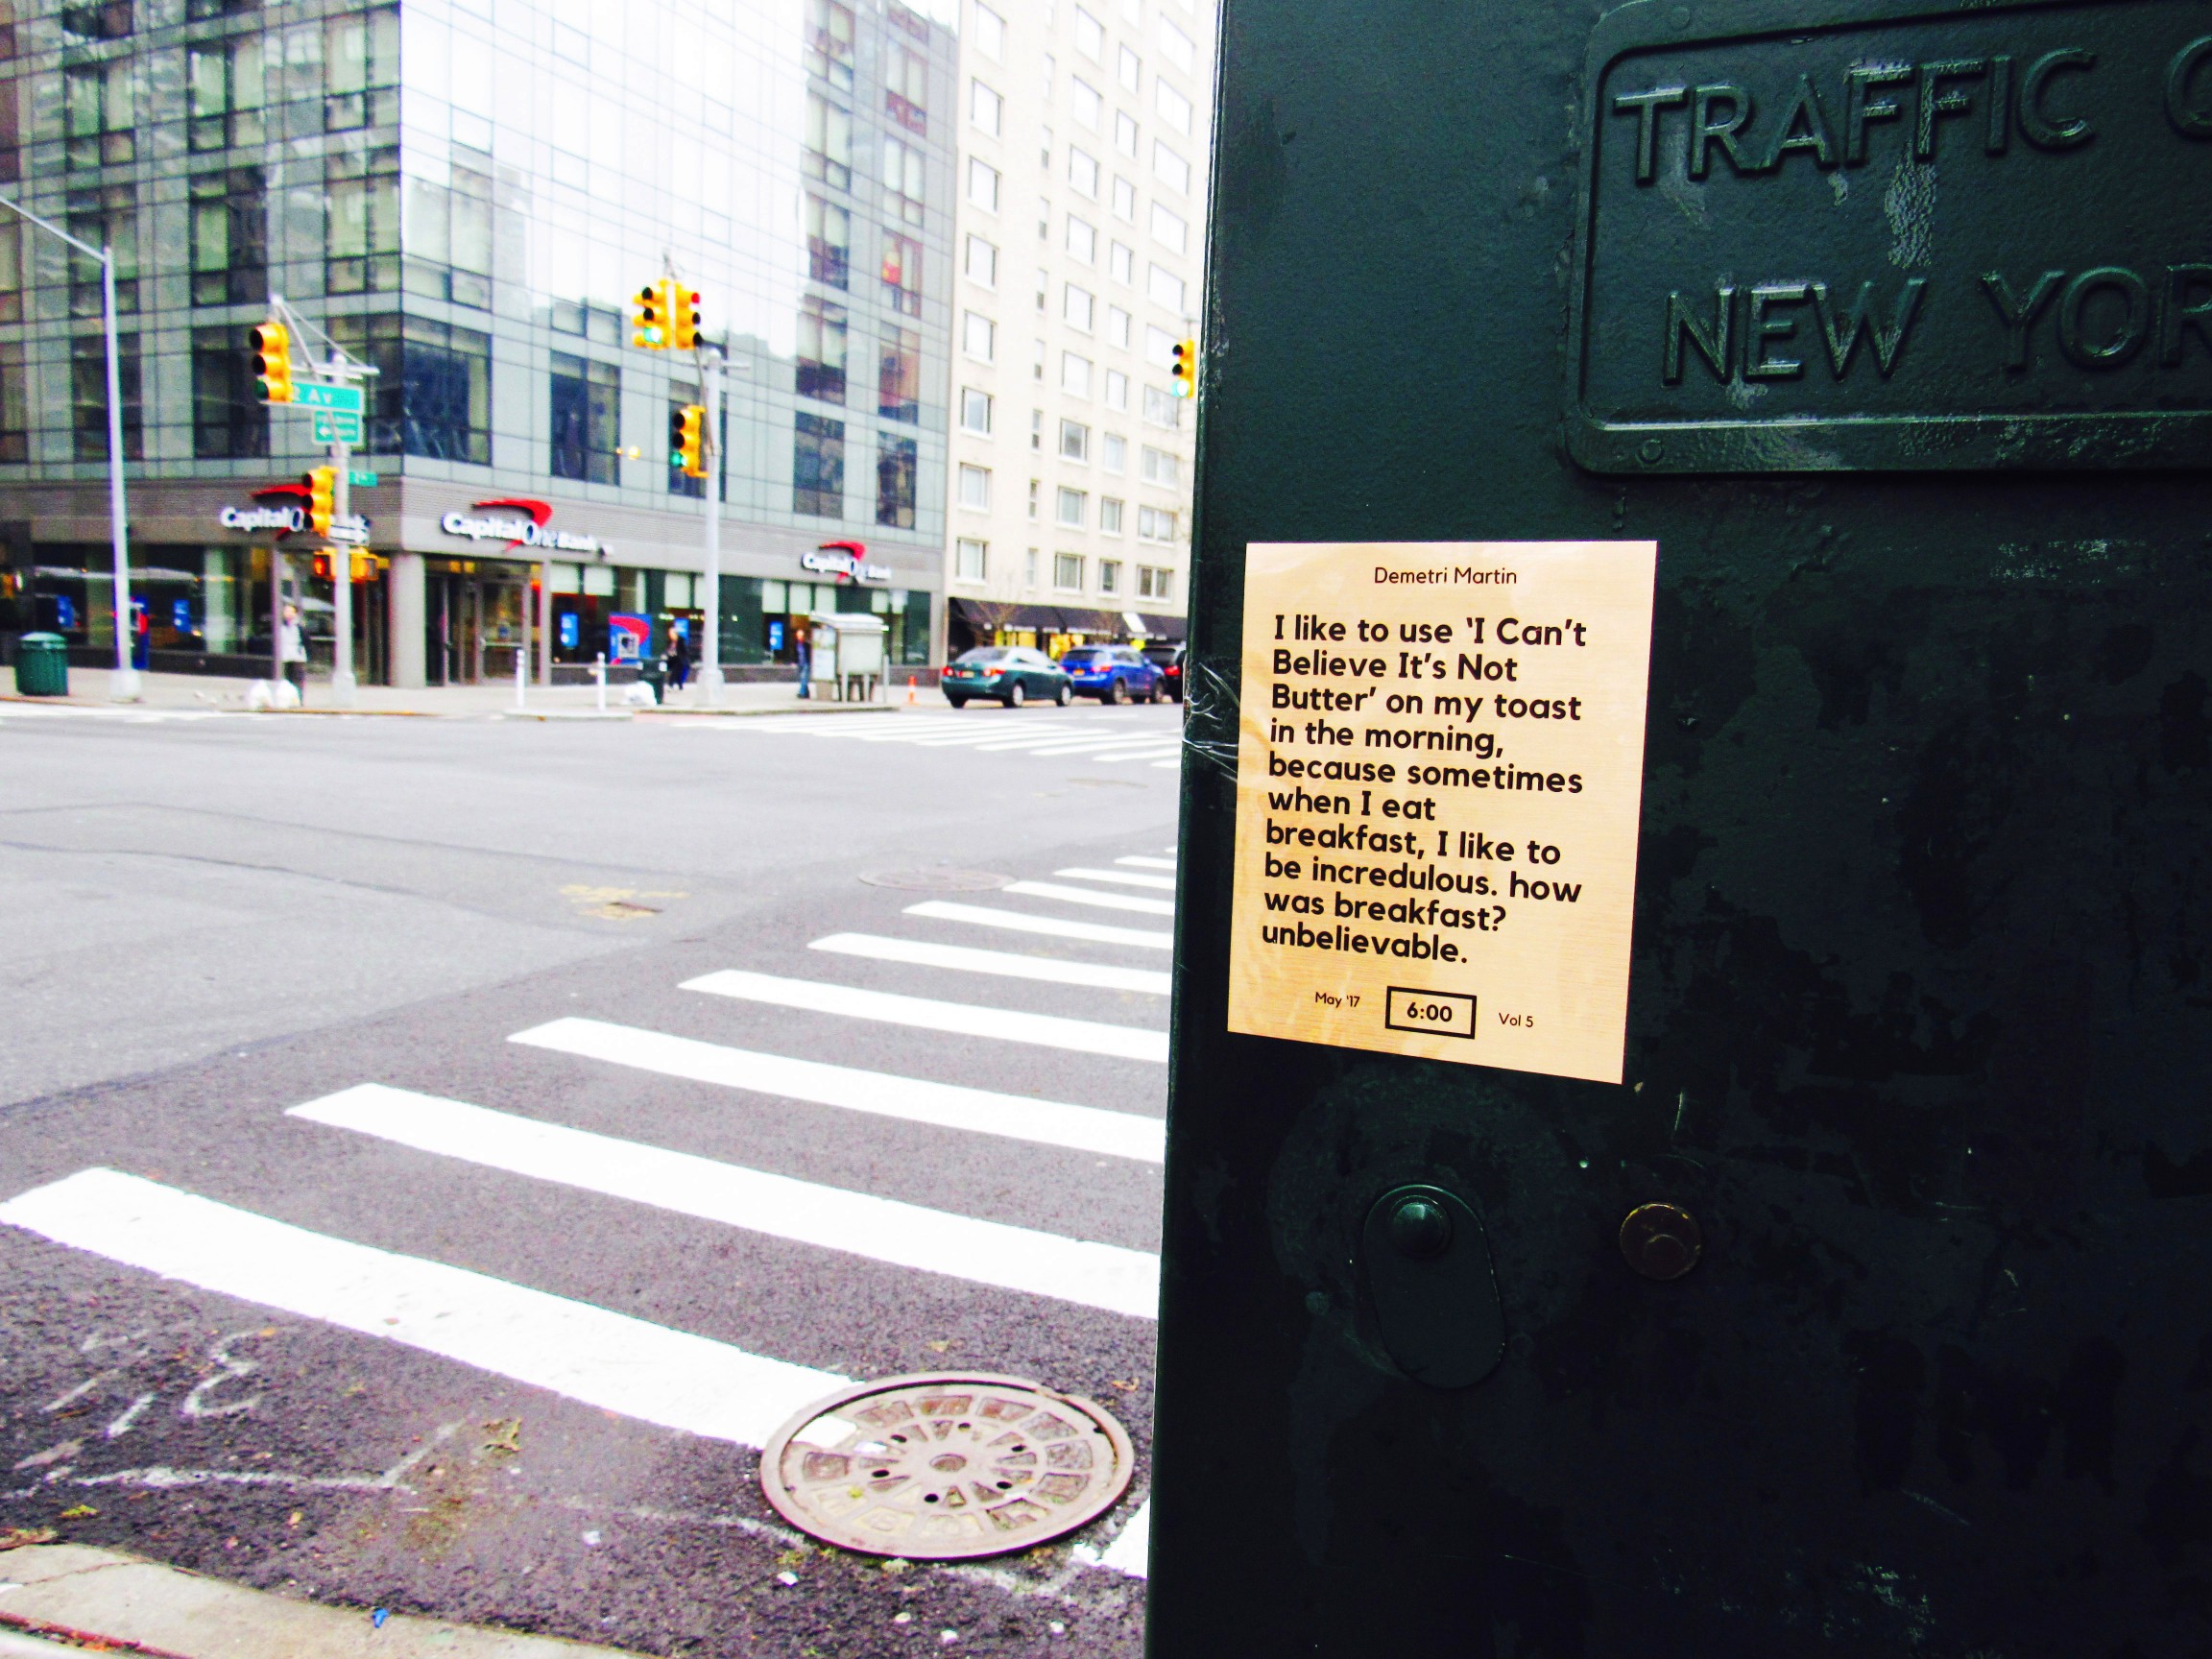 TRAFFIC
NEW YOR
2 Av
Capital One
Capital One Bank
Capital One Bank
Demetri Martin
I like to use ‘I Can’t
Believe It’s Not
Butter’ on my toast
in the morning,
because sometimes
when I eat
breakfast, I like to
be incredulous. how
was breakfast?
unbelievable.
May '17
6:00
Vol 5